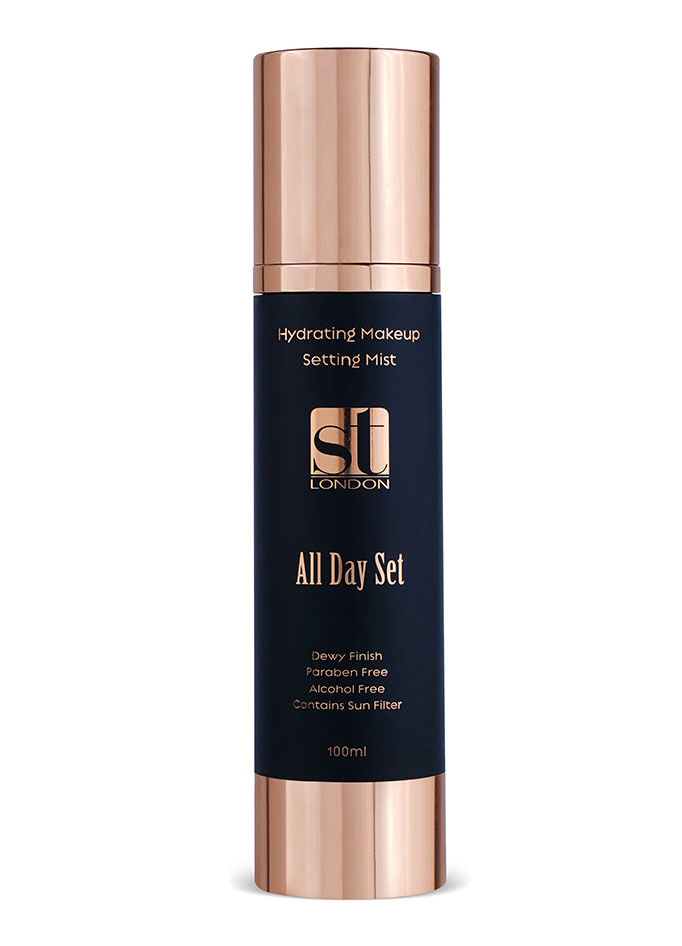 Hydrating Makeup
Setting Mist
st
LONDON
All Day Set
Dewy Finish
Paraben Free
Alcohol Free
Contains Sun Filter
100ml